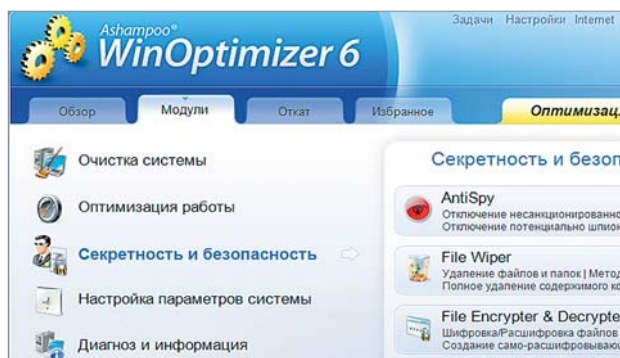 Задачи Настройки Internet
Ashampoo®
WinOptimizer 6
Обзор Модули Откат Избранное Оптимизац
Очистка системы
Оптимизация работы
Секретность и безопасность
Настройка параметров системы
Диагноз и информация
Секретность и безоп
AntiSpy
Отключение несанкционированно
Отключение потенциально шпион
File Wiper
Удаление файлов и папок | Метод
Полное удаление содержимого ко
File Encrypter & Decrypte
Шифровка/Расшифровка файлов
Создание само-расшифровываю